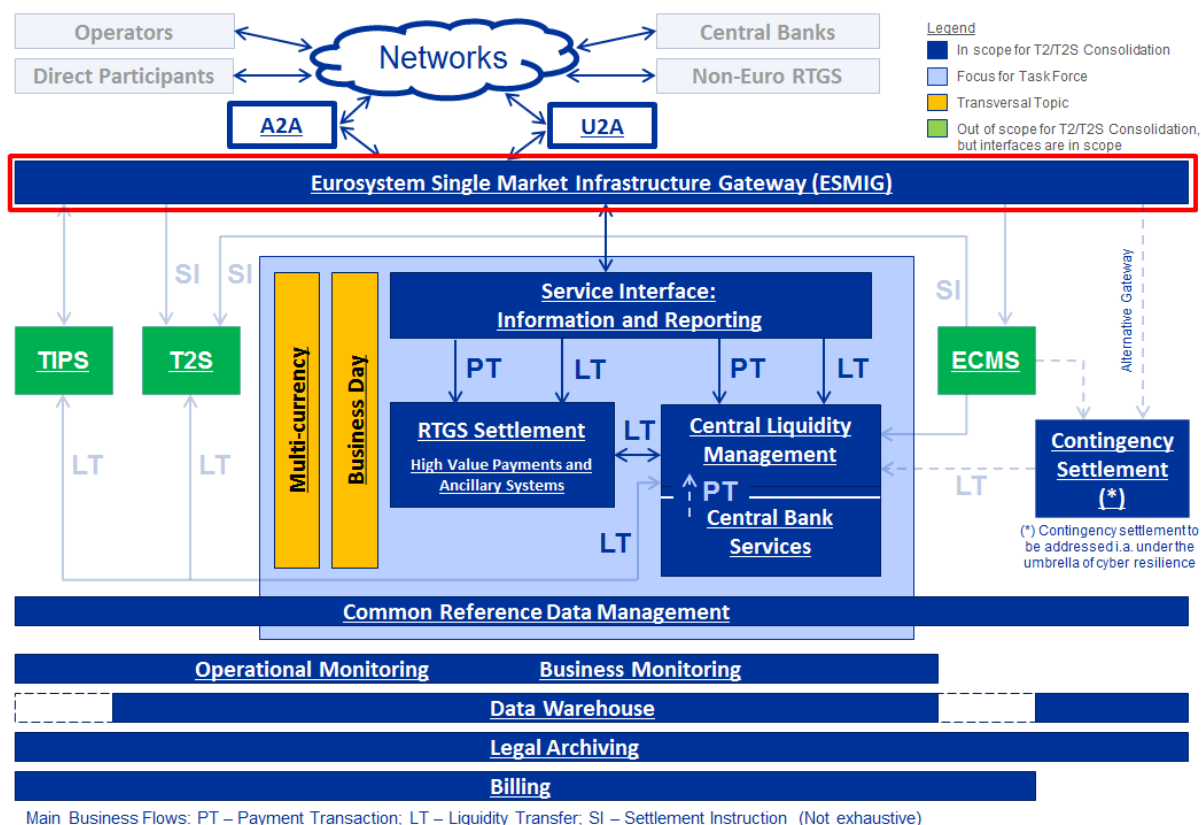 Operators
Direct Participants
Networks
Central Banks
Non-Euro RTGS
Legend
In scope for T2/T2S Consolidation
Focus for Task Force
Transversal Topic
Out of scope for T2/T2S Consolidation,
but interfaces are in scope
A2A
U2A
Eurosystem Single Market Infrastructure Gateway (ESMIG)
SI
SI
SI
Alternative Gateway
Multi-currency
Business Day
Service Interface:
Information and Reporting
TIPS
T2S
ECMS
PT
LT
PT
LT
RTGS Settlement
High Value Payments and
Ancillary Systems
LT
Central Liquidity
Management
PT
Central Bank
Services
LT
LT
LT
LT
Contingency
Settlement
(*)
(*) Contingency settlement to
be addressed i.a. under the
umbrella of cyber resilience
Common Reference Data Management
Operational Monitoring
Business Monitoring
Data Warehouse
Legal Archiving
Billing
Main Business Flows: PT – Payment Transaction; LT – Liquidity Transfer; SI – Settlement Instruction (Not exhaustive)